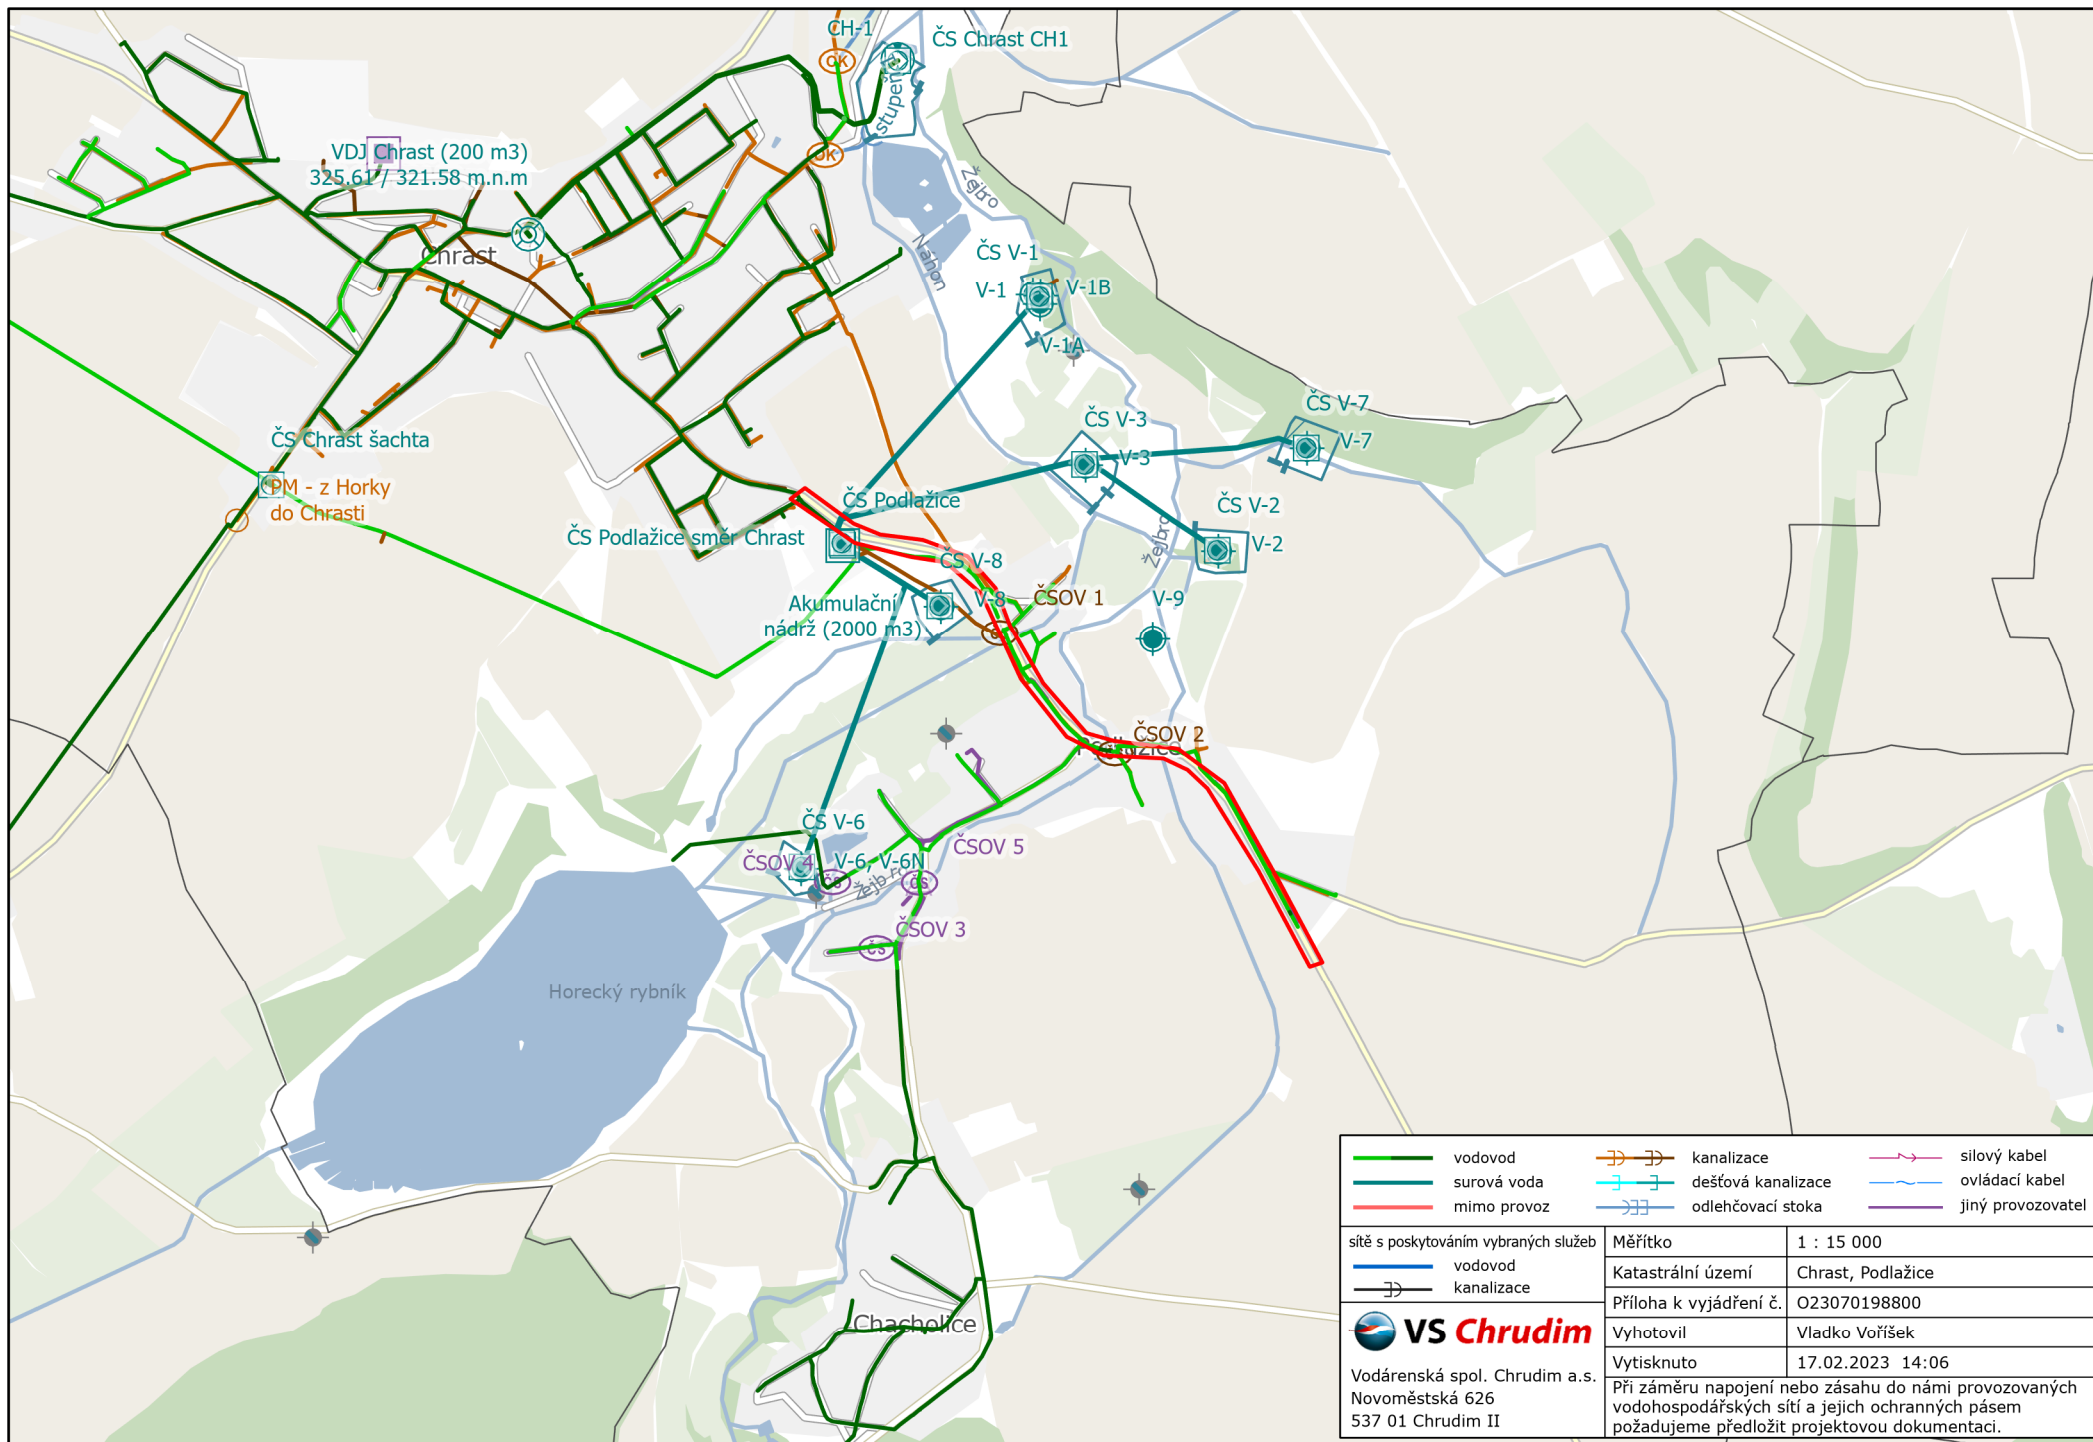 CH-1
ČS Chrast CH1
OK
stupeň
VDJ Chrast (200 m3)
325.61 / 321.58 m.n.m
OK
Žejbro
Náhon
Chrast
ČS V-1
V-1
V-1B
V-1A
ČS V-7
ČS V-3
V-7
V-3
ČS Chrast šachta
PM - z Horky
do Chrasti
ČS Podlažice
ČS V-2
ČS Podlažice směr Chrast
Žejbro
V-2
ČS V-8
Akumulační
nádrž (2000 m3)
V-8
ČSOV 1
V-9
ČSOV 2
Podlažice
ČS V-6
ČSOV 5
ČSOV 4
V-6, V-6N
ČS
ČS
Žejbro
ČSOV 3
ČS
Horecký rybník
Chacholice
vodovod
surová voda
mimo provoz
kanalizace
dešťová kanalizace
odlehčovací stoka
silový kabel
ovládací kabel
jiný provozovatel
sítě s poskytováním vybraných služeb
vodovod
kanalizace
VS Chrudim
Vodárenská spol. Chrudim a.s.
Novoměstská 626
537 01 Chrudim II
Měřítko 1 : 15 000
Katastrální území Chrast, Podlažice
Příloha k vyjádření č. O23070198800
Vyhotovil Vladko Voříšek
Vytisknuto 17.02.2023 14:06
Při záměru napojení nebo zásahu do námi provozovaných
vodohospodářských sítí a jejich ochranných pásem
požadujeme předložit projektovou dokumentaci.